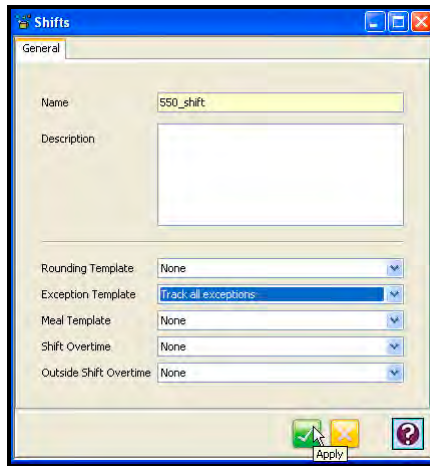 Shifts
General
Name 550_shift
Description
Rounding Template None
Exception Template Track all exceptions
Meal Template None
Shift Overtime None
Outside Shift Overtime None
?
Apply